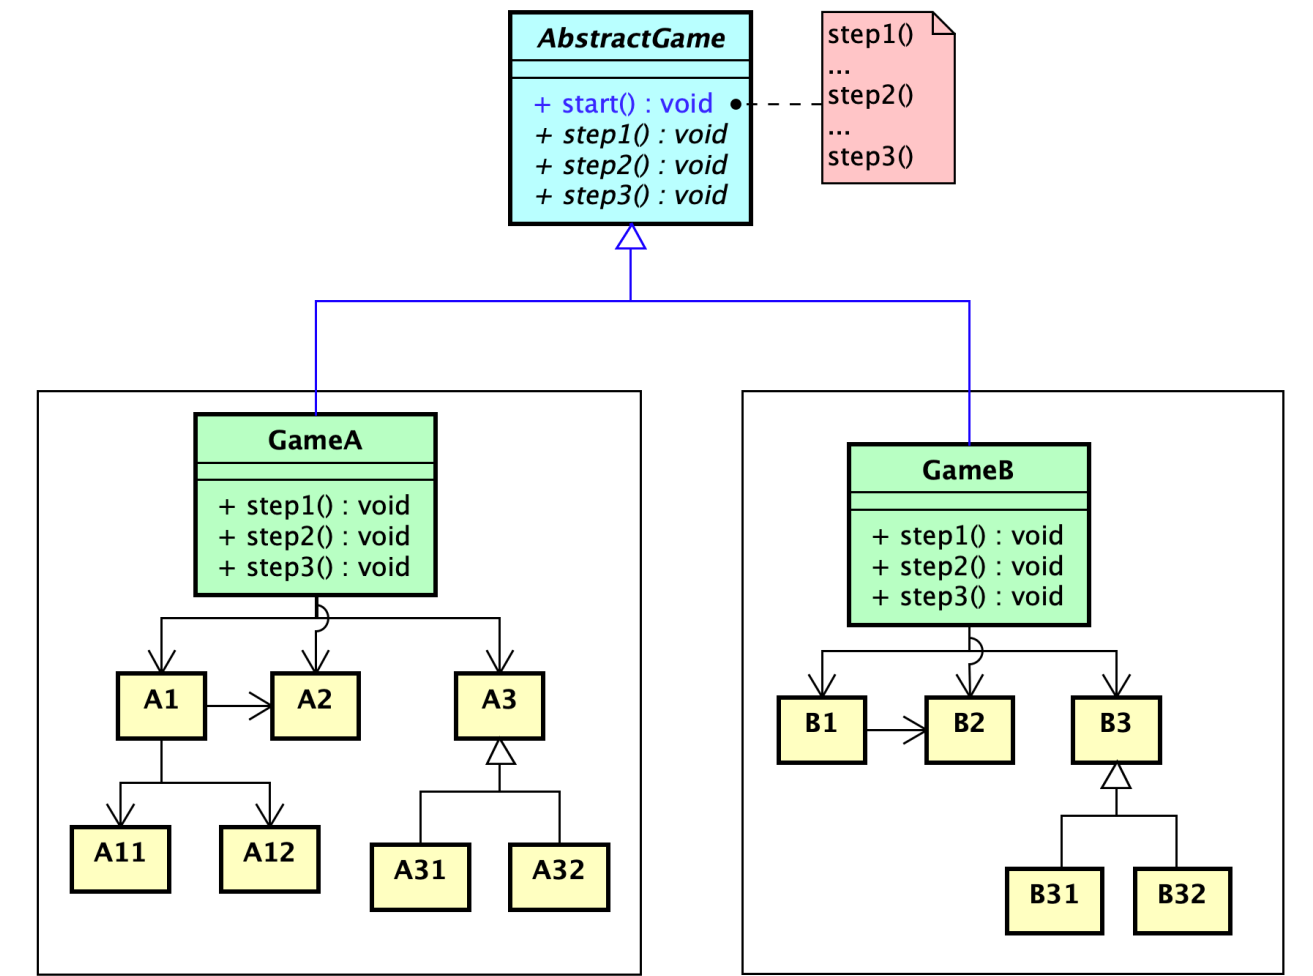 AbstractGame
+ start() : void
+ step1() : void
+ step2() : void
+ step3() : void
step1()
...
step2()
...
step3()
GameA
+ step1() : void
+ step2() : void
+ step3() : void
A1
A2
A3
A11
A12
A31
A32
GameB
+ step1() : void
+ step2() : void
+ step3() : void
B1
B2
B3
B31
B32